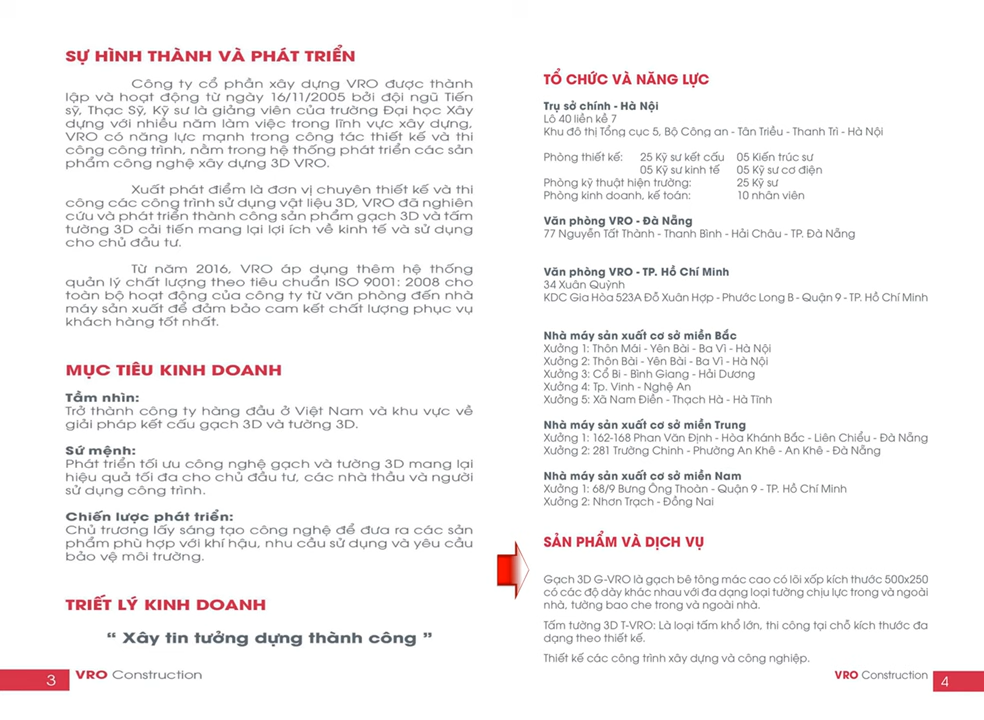 SỰ HÌNH THÀNH VÀ PHÁT TRIỂN
Công ty cổ phần xây dựng VRO được thành
lập và hoạt động từ ngày 16/11/2005 bởi đội ngũ Tiến
sỹ, Thạc Sỹ, Kỹ sư là giảng viên của trường Đại học Xây
dựng với nhiều năm làm việc trong lĩnh vực xây dựng,
VRO có năng lực mạnh trong công tác thiết kế và thi
công công trình, nằm trong hệ thống phát triển các sản
phẩm công nghệ xây dựng 3D VRO.
Xuất phát điểm là đơn vị chuyên thiết kế và thi
công các công trình sử dụng vật liệu 3D, VRO đã nghiên
cứu và phát triển thành công sản phẩm gạch 3D và tấm
tường 3D cải tiến mang lại lợi ích về kinh tế và sử dụng
cho chủ đầu tư.
Từ năm 2016, VRO áp dụng thêm hệ thống
quản lý chất lượng theo tiêu chuẩn ISO 9001: 2008 cho
toàn bộ hoạt động của công ty từ văn phòng đến nhà
máy sản xuất để đảm bảo cam kết chất lượng phục vụ
khách hàng tốt nhất.
MỤC TIÊU KINH DOANH
Tầm nhìn:
Trở thành công ty hàng đầu ở Việt Nam và khu vực về
giải pháp kết cấu gạch 3D và tường 3D.
Sứ mệnh:
Phát triển tối ưu công nghệ gạch và tường 3D mang lại
hiệu quả tối đa cho chủ đầu tư, các nhà thầu và người
sử dụng công trình.
Chiến lược phát triển:
Chủ trương lấy sáng tạo công nghệ để đưa ra các sản
phẩm phù hợp với khí hậu, nhu cầu sử dụng và yêu cầu
bảo vệ môi trường.
TRIẾT LÝ KINH DOANH
“ Xây tin tưởng dựng thành công ”
3 VRO Construction
TỔ CHỨC VÀ NĂNG LỰC
Trụ sở chính - Hà Nội
Lô 40 liền kề 7
Khu đô thị Tổng cục 5, Bộ Công an - Tân Triều - Thanh Trì - Hà Nội
Phòng thiết kế: 25 Kỹ sư kết cấu 05 Kiến trúc sư
05 Kỹ sư kinh tế 05 Kỹ sư cơ điện
Phòng kỹ thuật hiện trường: 25 Kỹ sư
Phòng kinh doanh, kế toán: 10 nhân viên
Văn phòng VRO - Đà Nẵng
77 Nguyễn Tất Thành - Thanh Bình - Hải Châu - TP. Đà Nẵng
Văn phòng VRO - TP. Hồ Chí Minh
34 Xuân Quỳnh
KDC Gia Hòa 523A Đỗ Xuân Hợp - Phước Long B - Quận 9 - TP. Hồ Chí Minh
Nhà máy sản xuất cơ sở miền Bắc
Xưởng 1: Thôn Mái - Yên Bài - Ba Vì - Hà Nội
Xưởng 2: Thôn Bài - Yên Bài - Ba Vì - Hà Nội
Xưởng 3: Cổ Bi - Bình Giang - Hải Dương
Xưởng 4: Tp. Vinh - Nghệ An
Xưởng 5: Xã Nam Điền - Thạch Hà - Hà Tĩnh
Nhà máy sản xuất cơ sở miền Trung
Xưởng 1: 162-168 Phan Văn Định - Hòa Khánh Bắc - Liên Chiểu - Đà Nẵng
Xưởng 2: 281 Trường Chinh - Phường An Khê - An Khê - Đà Nẵng
Nhà máy sản xuất cơ sở miền Nam
Xưởng 1: 68/9 Bưng Ông Thoàn - Quận 9 - TP. Hồ Chí Minh
Xưởng 2: Nhơn Trạch - Đồng Nai
SẢN PHẨM VÀ DỊCH VỤ
Gạch 3D G-VRO là gạch bê tông mác cao có lõi xốp kích thước 500x250
có các độ dày khác nhau với đa dạng loại tường chịu lực trong và ngoài
nhà, tường bao che trong và ngoài nhà.
Tấm tường 3D T-VRO: Là loại tấm khổ lớn, thi công tại chỗ kích thước đa
dạng theo thiết kế.
Thiết kế các công trình xây dựng và công nghiệp.
VRO Construction 4